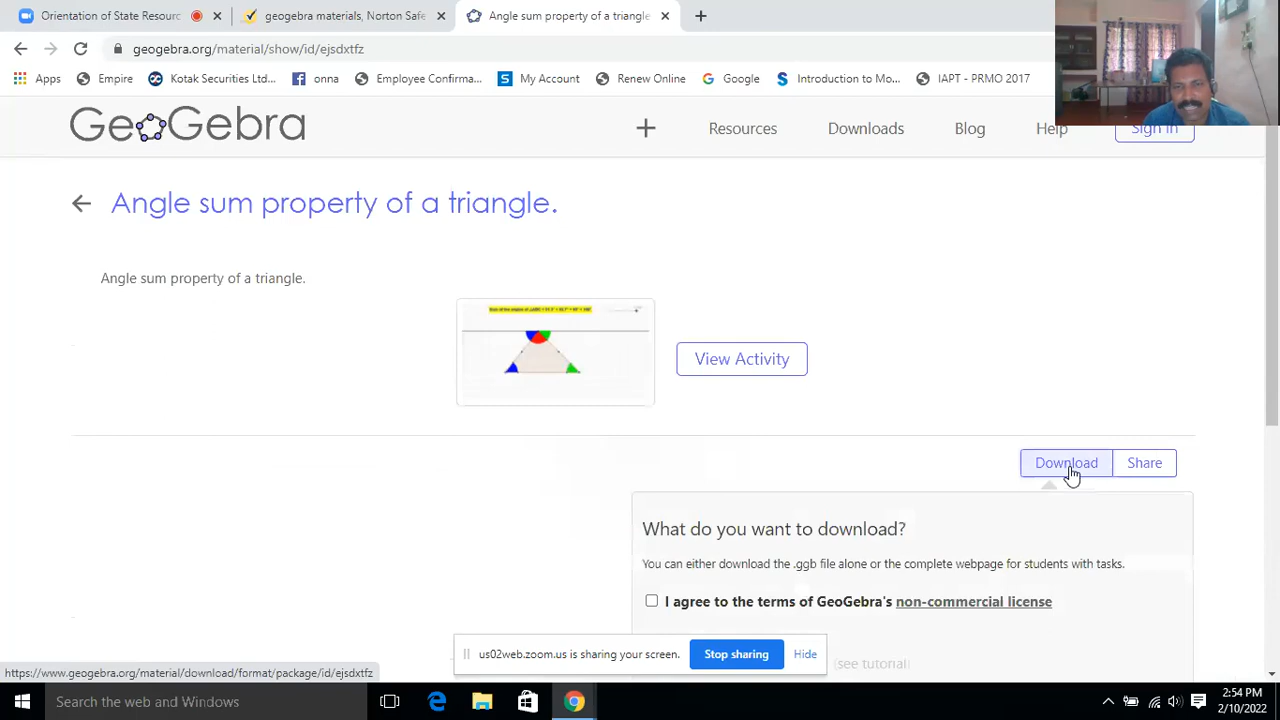 Orientation of State Resourc
geogebra materials, Norton Safe
Angle sum property of a triangle
geogebra.org/material/show/id/ejsdxtfz
Apps
Empire
Kotak Securities Ltd...
onna
Employee Confirma...
My Account
Renew Online
Google
Introduction to Mo...
IAPT - PRMO 2017
GeoGebra
Resources
Downloads
Blog
Help
Sign in
Angle sum property of a triangle.
Angle sum property of a triangle.
View Activity
Download
Share
What do you want to download?
You can either download the .ggb file alone or the complete webpage for students with tasks.
I agree to the terms of GeoGebra's non-commercial license
us02web.zoom.us is sharing your screen.
Stop sharing
Hide
(see tutorial)
https://www.geogebra.org/material/download/format/package/id/ejsdxtfz
Search the web and Windows
2:54 PM
2/10/2022